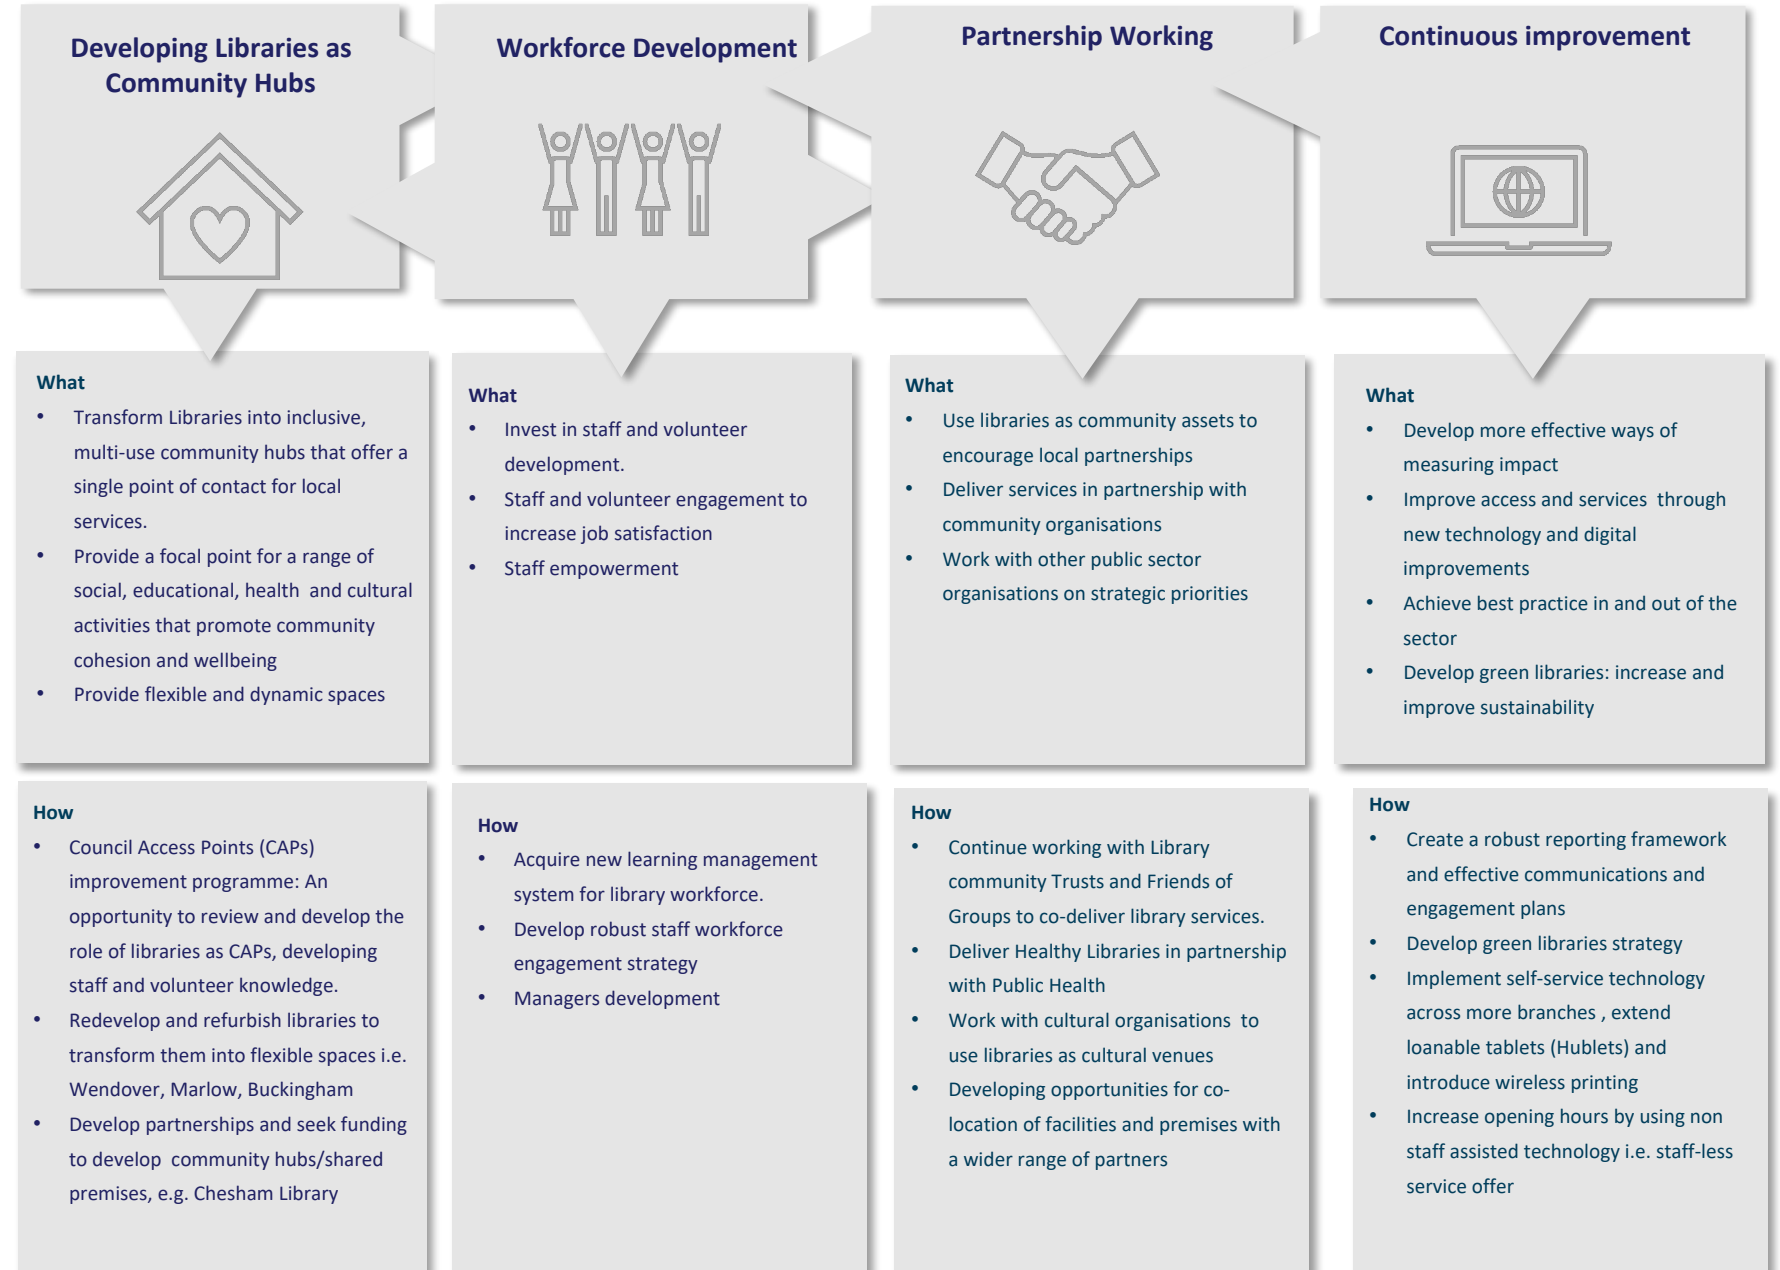 Developing Libraries as
Community Hubs
Workforce Development
Partnership Working
Continuous improvement
What
• Transform Libraries into inclusive,
multi-use community hubs that offer a
single point of contact for local
services.
• Provide a focal point for a range of
social, educational, health and cultural
activities that promote community
cohesion and wellbeing
• Provide flexible and dynamic spaces
What
• Invest in staff and volunteer
development.
• Staff and volunteer engagement to
increase job satisfaction
• Staff empowerment
What
• Use libraries as community assets to
encourage local partnerships
• Deliver services in partnership with
community organisations
• Work with other public sector
organisations on strategic priorities
What
• Develop more effective ways of
measuring impact
• Improve access and services through
new technology and digital
improvements
• Achieve best practice in and out of the
sector
• Develop green libraries: increase and
improve sustainability
How
• Council Access Points (CAPs)
improvement programme: An
opportunity to review and develop the
role of libraries as CAPs, developing
staff and volunteer knowledge.
• Redevelop and refurbish libraries to
transform them into flexible spaces i.e.
Wendover, Marlow, Buckingham
• Develop partnerships and seek funding
to develop community hubs/shared
premises, e.g. Chesham Library
How
• Acquire new learning management
system for library workforce.
• Develop robust staff workforce
engagement strategy
• Managers development
How
• Continue working with Library
community Trusts and Friends of
Groups to co-deliver library services.
• Deliver Healthy Libraries in partnership
with Public Health
• Work with cultural organisations to
use libraries as cultural venues
• Developing opportunities for co-
location of facilities and premises with
a wider range of partners
How
• Create a robust reporting framework
and effective communications and
engagement plans
• Develop green libraries strategy
• Implement self-service technology
across more branches , extend
loanable tablets (Hublets) and
introduce wireless printing
• Increase opening hours by using non
staff assisted technology i.e. staff-less
service offer